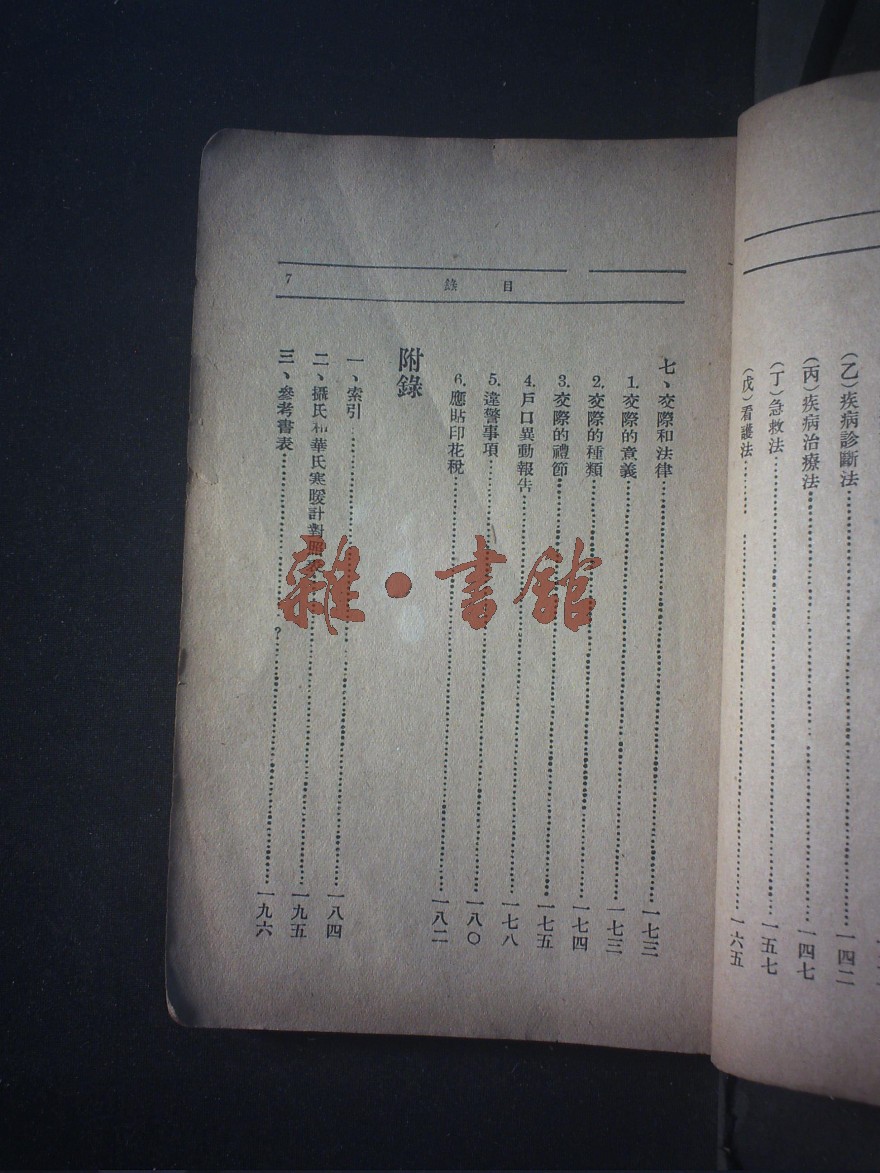 (乙)疾病診斷法……一四二
(丙)疾病治療法……一四七
(丁)急救法……一五七
(戊)看護法……一六五
目錄 7
七、交際和法律……一七三
1.交際的意義……一七三
2.交際的種類……一七四
3.交際的禮節……一七五
4.戶口異動報告……一七八
5.違警事項……一八〇
6.應貼印花稅……一八二
附錄
一、索引……一八四
二、攝氏和華氏寒暖計對照……一九五
三、參考書表……一九六
雜·書館